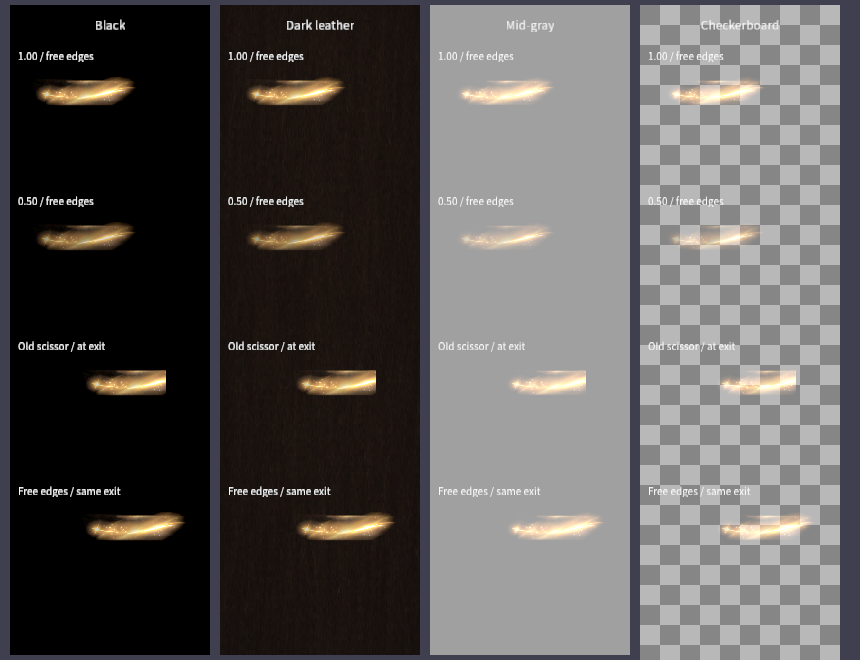 Black
Dark leather
Mid-gray
Checkerboard
1.00 / free edges
1.00 / free edges
1.00 / free edges
1.00 / free edges
0.50 / free edges
0.50 / free edges
0.50 / free edges
0.50 / free edges
Old scissor / at exit
Old scissor / at exit
Old scissor / at exit
Old scissor / at exit
Free edges / same exit
Free edges / same exit
Free edges / same exit
Free edges / same exit